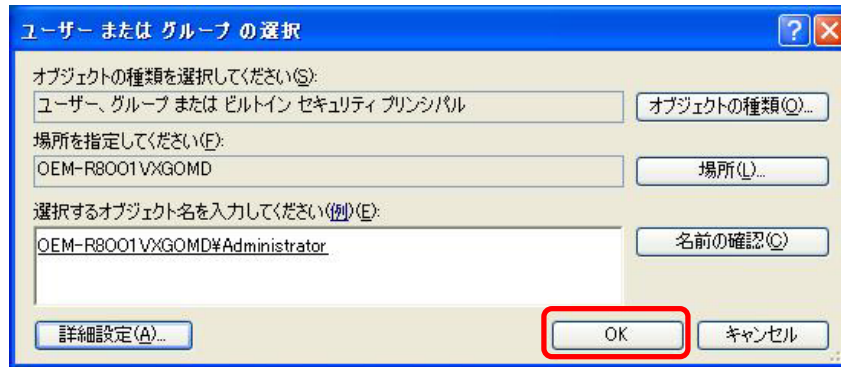 ユーザー または グループ の選択
オブジェクトの種類を選択してください(S):
ユーザー、グループ または ビルトイン セキュリティ プリンシパル
オブジェクトの種類(O)...
場所を指定してください(F):
OEM-R8OO1VXGOMD
場所(L)...
選択するオブジェクト名を入力してください(例)(E):
OEM-R8OO1VXGOMD¥Administrator
名前の確認(C)
詳細設定(A)...
OK
キャンセル